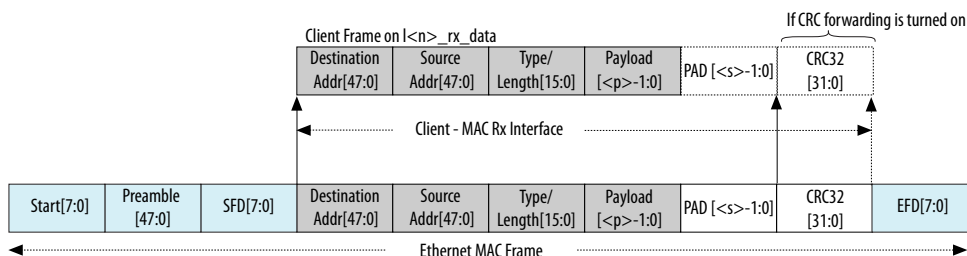 If CRC forwarding is turned on
Client Frame on l<n>_rx_data
Destination Addr[47:0]
Source Addr[47:0]
Type/ Length[15:0]
Payload [<p>-1:0]
PAD [<s>-1:0]
CRC32 [31:0]
Client - MAC Rx Interface
Start[7:0]
Preamble [47:0]
SFD[7:0]
Destination Addr[47:0]
Source Addr[47:0]
Type/ Length[15:0]
Payload [<p>-1:0]
PAD [<s>-1:0]
CRC32 [31:0]
EFD[7:0]
Ethernet MAC Frame